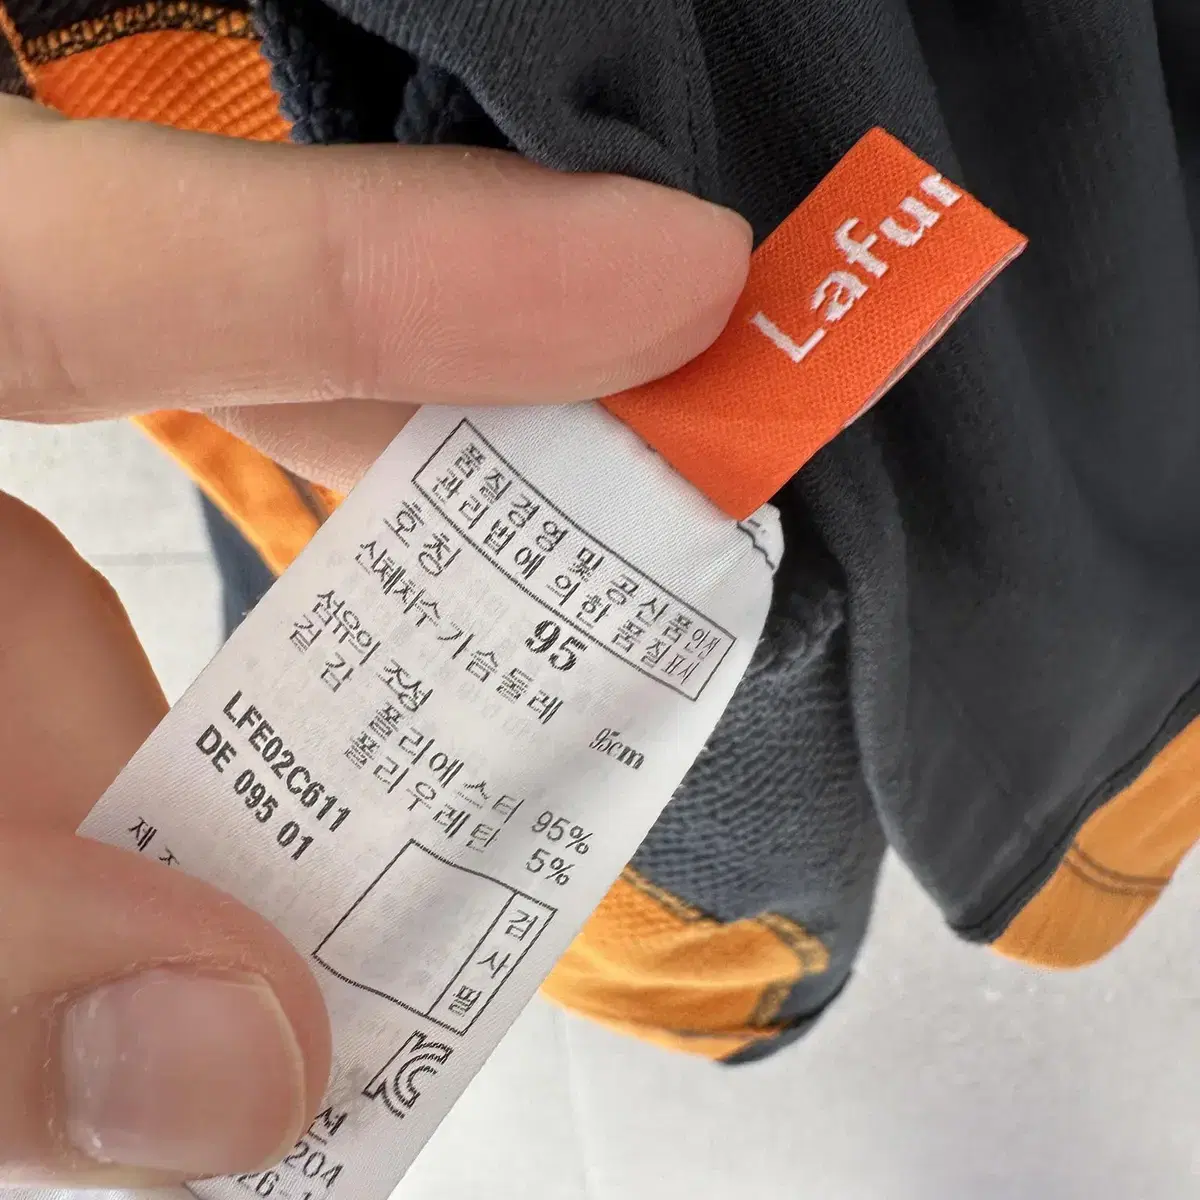 Lafu
품질경영 및 공산품안전
관리법에 의한 품질표시
호칭 95
신체치수 가슴둘레 95cm
섬유의 조성
겉감 폴리에스터 95%
폴리우레탄 5%
LFE02C611
DE 095 01
제
검사필
204